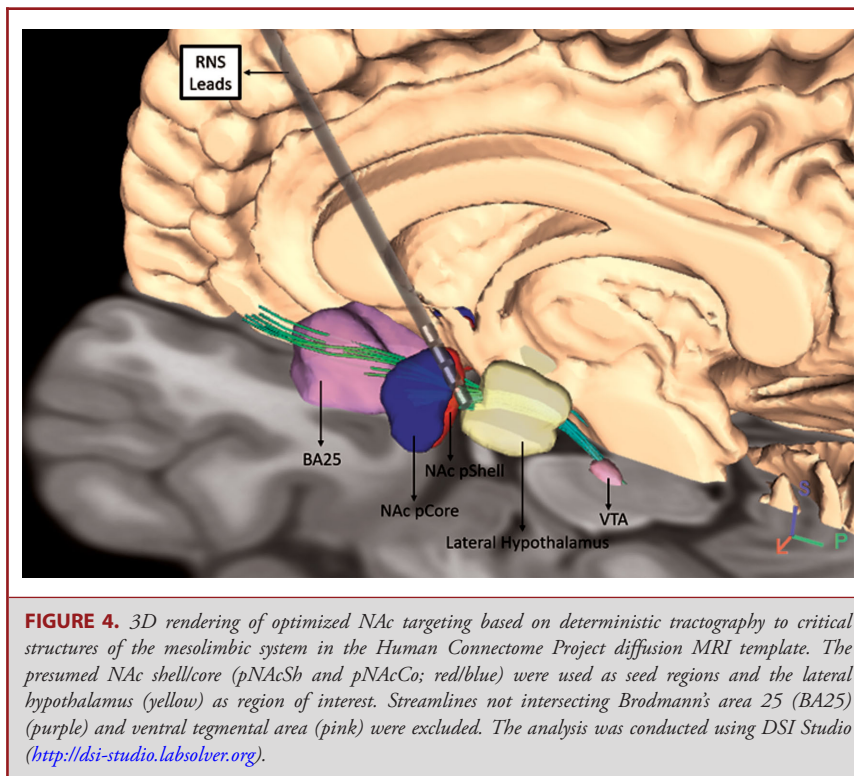 RNS
Leads
BA25
NAc pShell
NAc pCore
VTA
Lateral Hypothalamus
S
P
FIGURE 4. 3D rendering of optimized NAc targeting based on deterministic tractography to critical
structures of the mesolimbic system in the Human Connectome Project diffusion MRI template. The
presumed NAc shell/core (pNAcSh and pNAcCo; red/blue) were used as seed regions and the lateral
hypothalamus (yellow) as region of interest. Streamlines not intersecting Brodmann's area 25 (BA25)
(purple) and ventral tegmental area (pink) were excluded. The analysis was conducted using DSI Studio
(http://dsi-studio.labsolver.org).